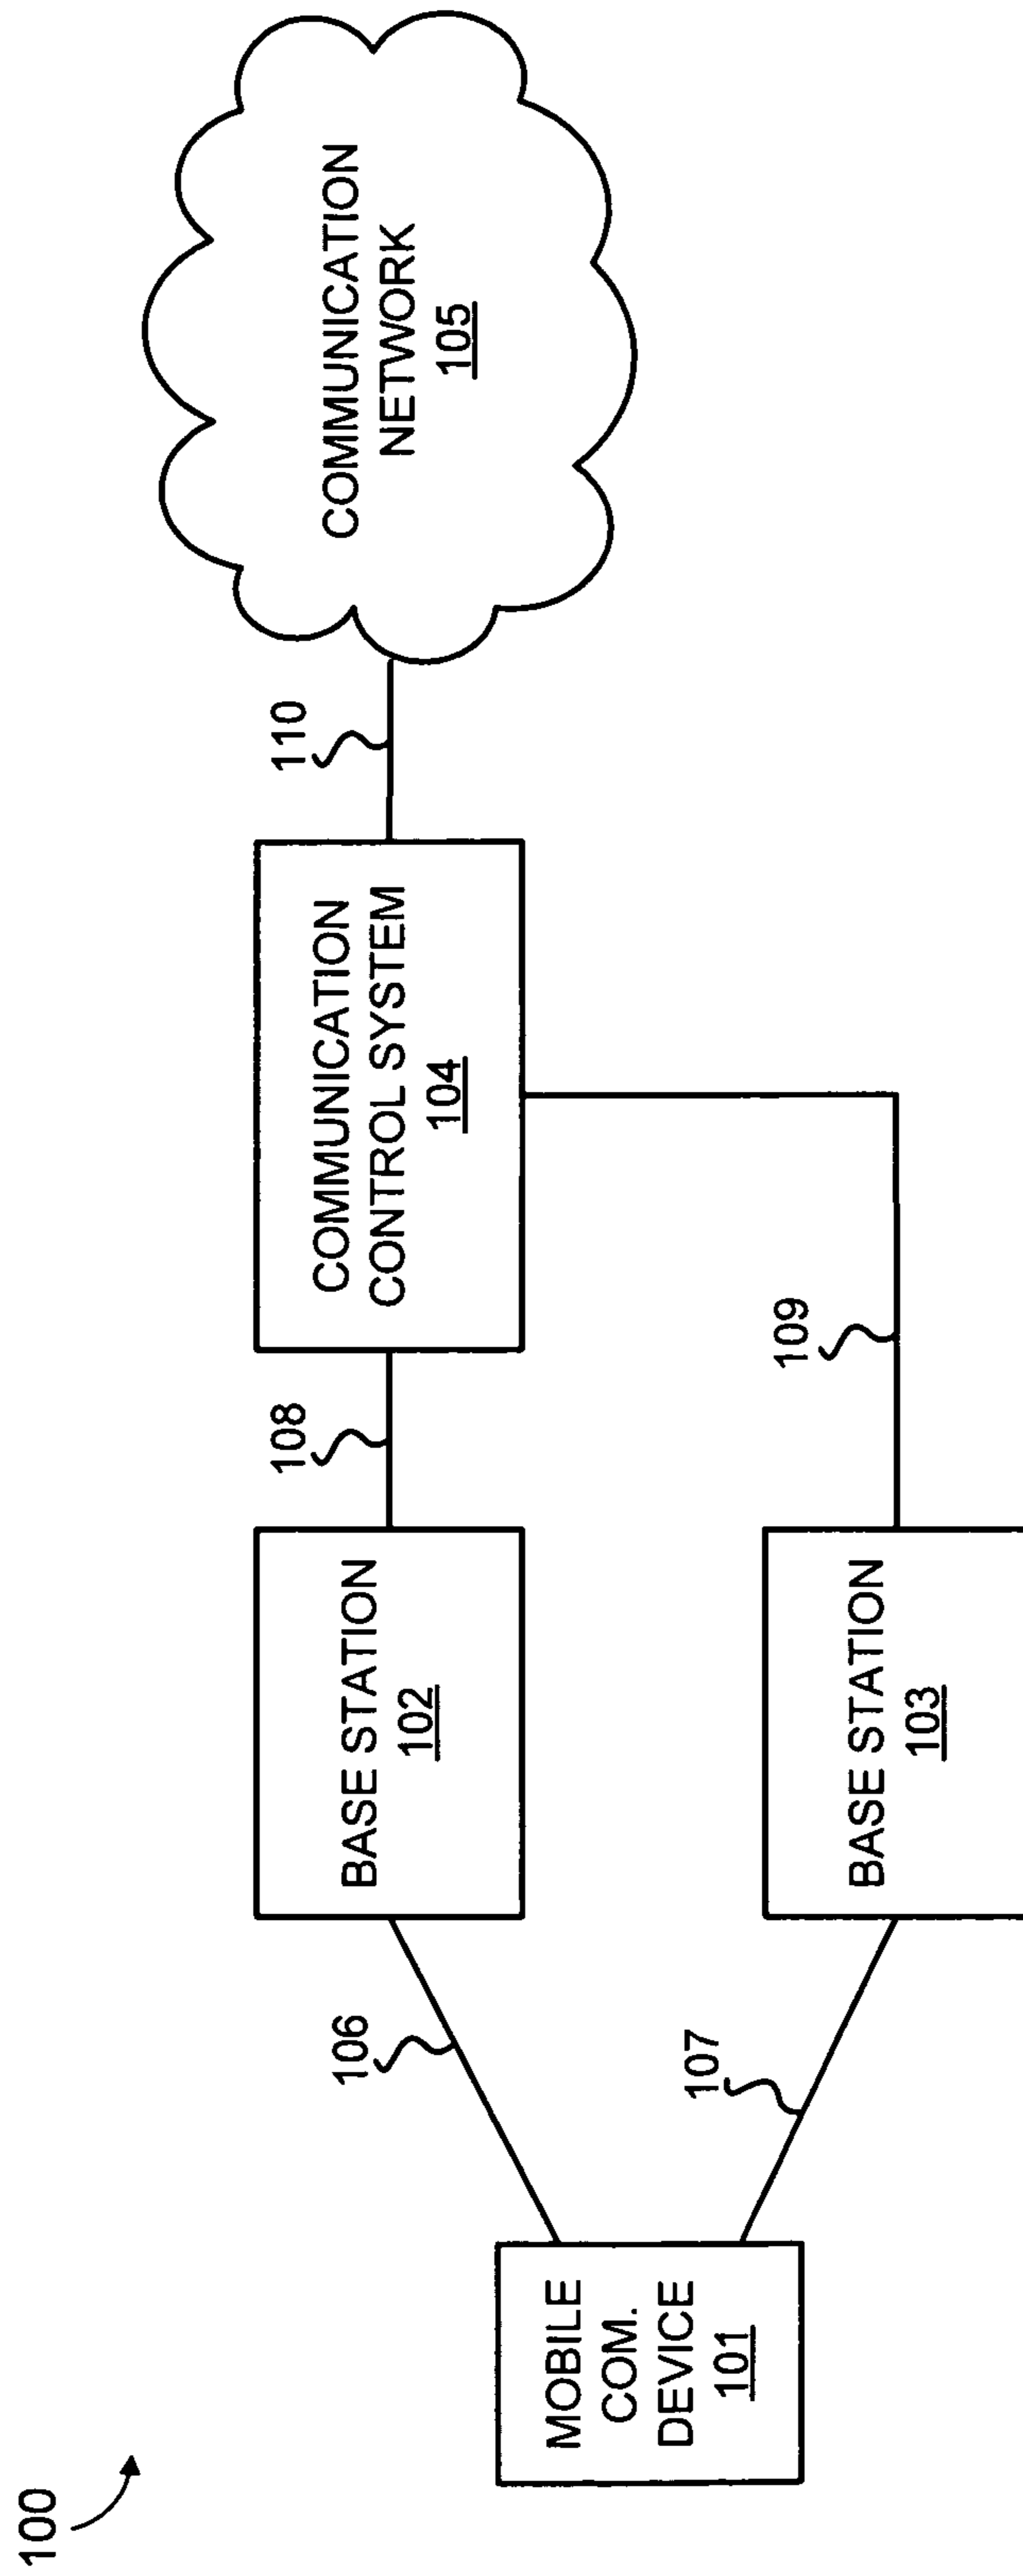 100
MOBILE
COM.
DEVICE
101
106
107
BASE STATION
102
BASE STATION
103
108
109
COMMUNICATION
CONTROL SYSTEM
104
110
COMMUNICATION
NETWORK
105